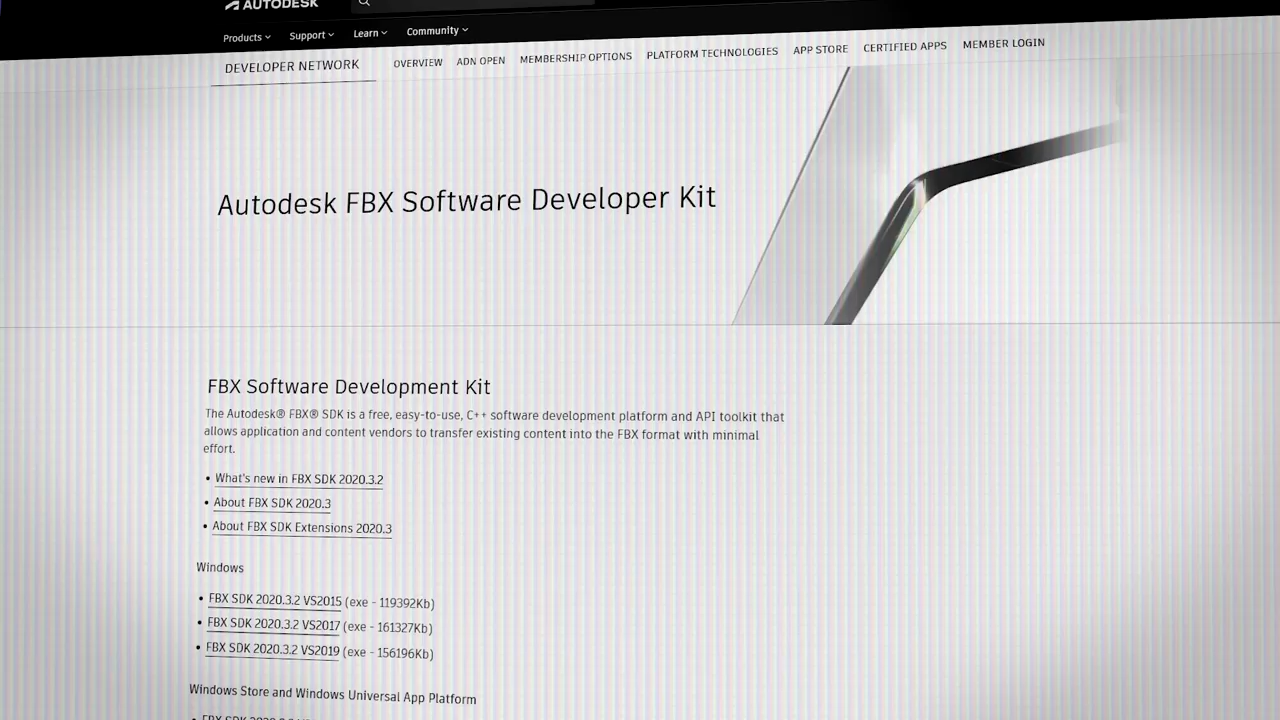 AUTODESK
Products Support Learn Community
DEVELOPER NETWORK OVERVIEW ADN OPEN MEMBERSHIP OPTIONS PLATFORM TECHNOLOGIES APP STORE CERTIFIED APPS MEMBER LOGIN
Autodesk FBX Software Developer Kit
FBX Software Development Kit
The Autodesk® FBX® SDK is a free, easy-to-use, C++ software development platform and API toolkit that
allows application and content vendors to transfer existing content into the FBX format with minimal
effort.
• What's new in FBX SDK 2020.3.2
• About FBX SDK 2020.3
• About FBX SDK Extensions 2020.3
Windows
• FBX SDK 2020.3.2 VS2015 (exe - 119392Kb)
• FBX SDK 2020.3.2 VS2017 (exe - 161327Kb)
• FBX SDK 2020.3.2 VS2019 (exe - 156196Kb)
Windows Store and Windows Universal App Platform